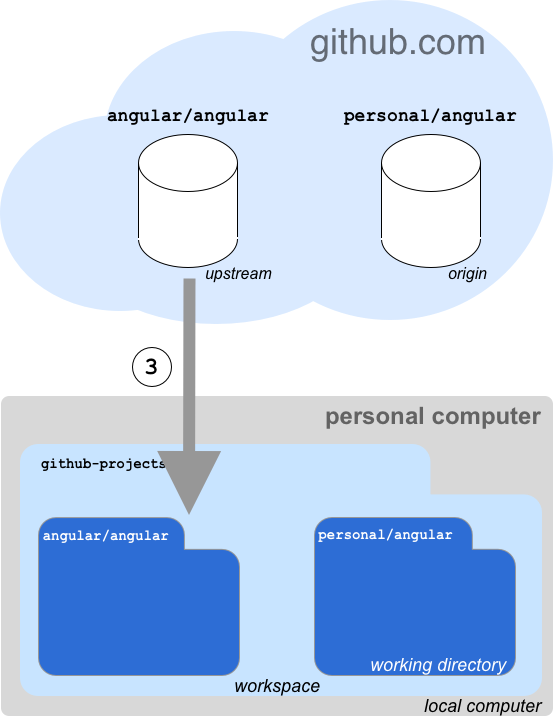 github.com
angular/angular
personal/angular
upstream
origin
3
personal computer
github-projects
angular/angular
personal/angular
working directory
workspace
local computer